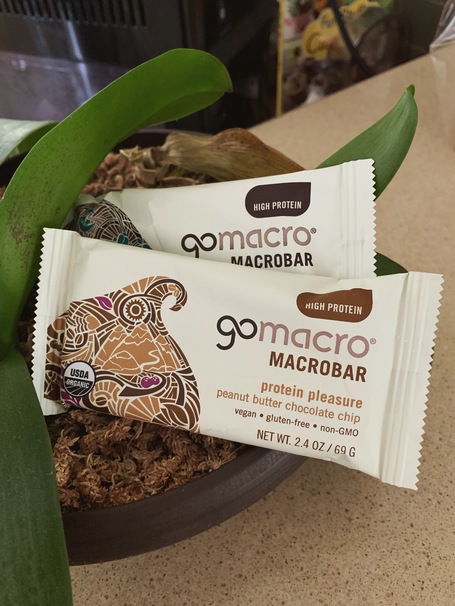 HIGH PROTEIN
gomacro®
MACROBAR
HIGH PROTEIN
gomacro®
MACROBAR
protein pleasure
peanut butter chocolate chip
vegan • gluten-free • non-GMO
NET WT. 2.4 OZ / 69 G
USDA
ORGANIC